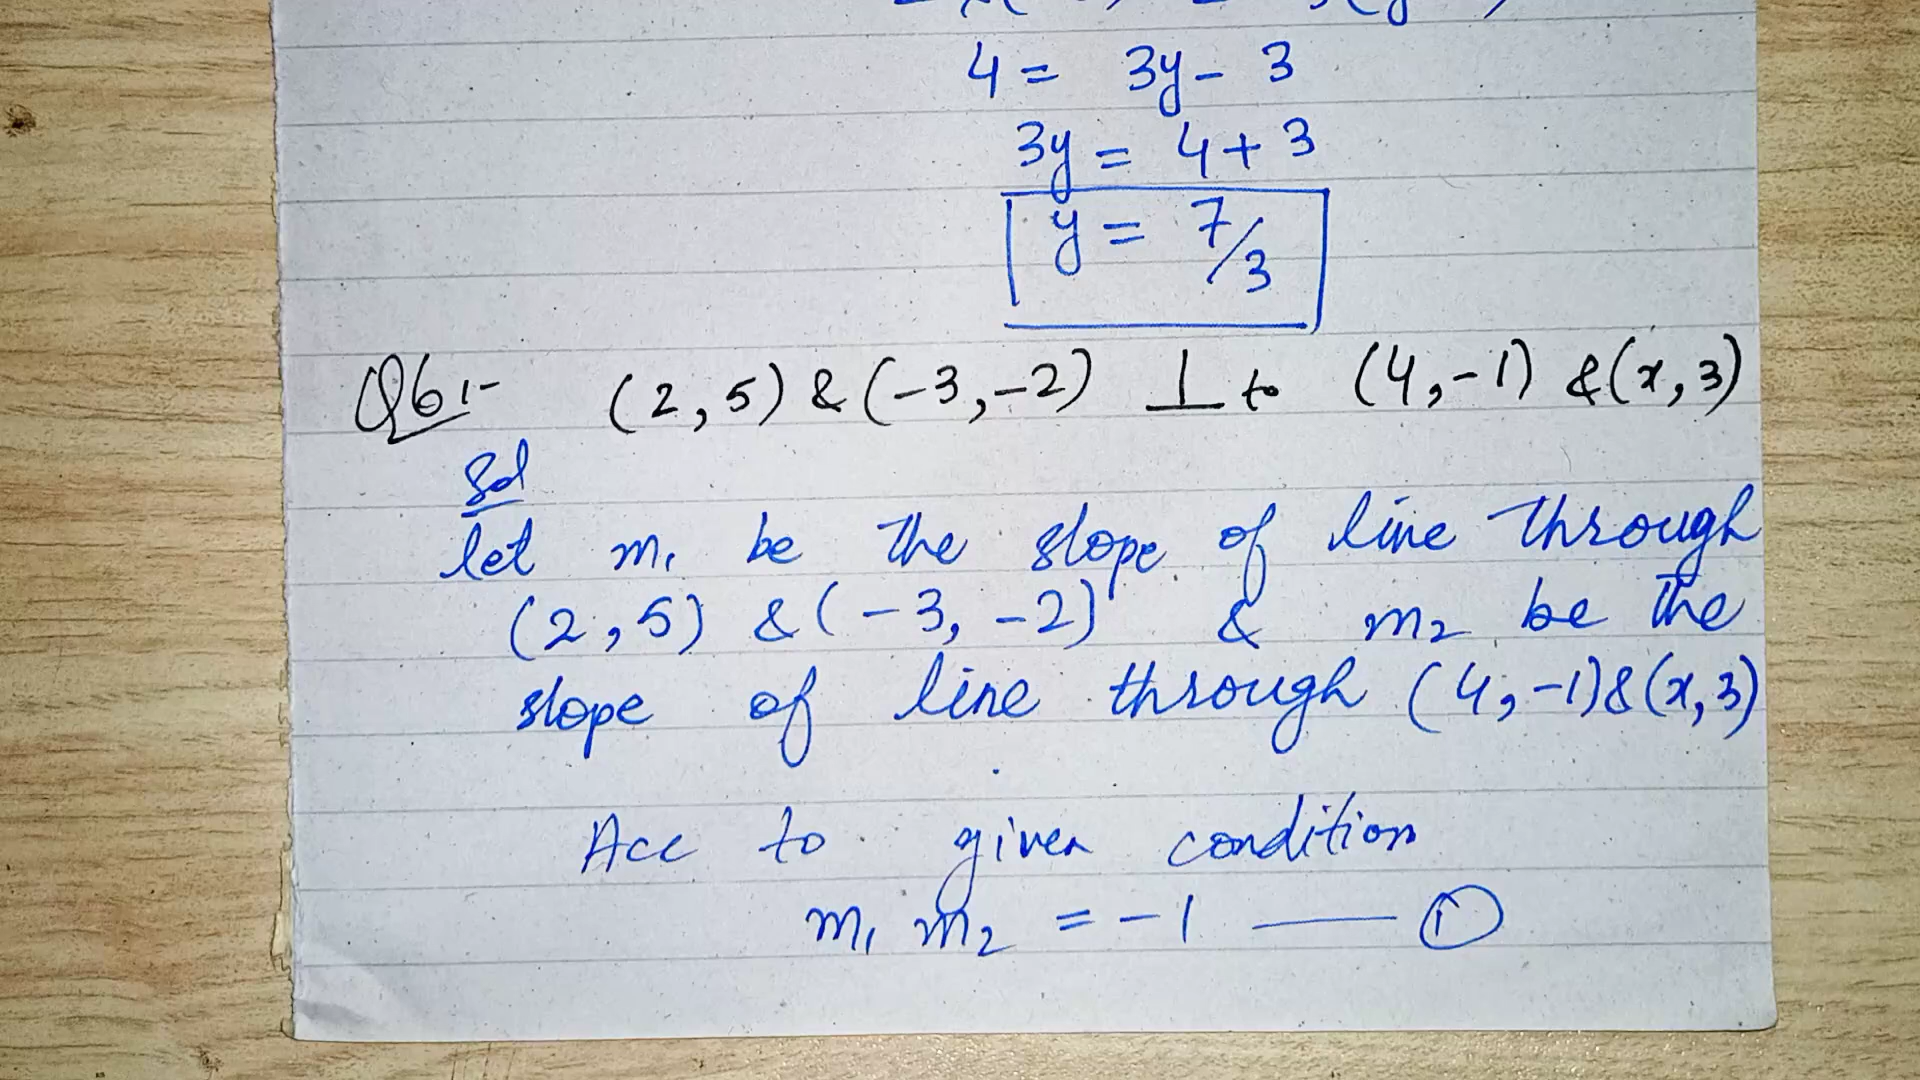 4 = 3y - 3
3y = 4 + 3
y = 7/3
Q6:- (2, 5) & (-3, -2) ⊥ to (4, -1) & (x, 3)
Sol
let m₁ be the slope of line through
(2, 5) & (-3, -2) & m₂ be the
slope of line through (4, -1) & (x, 3)
Acc to given condition
m₁ m₂ = -1 —— ①